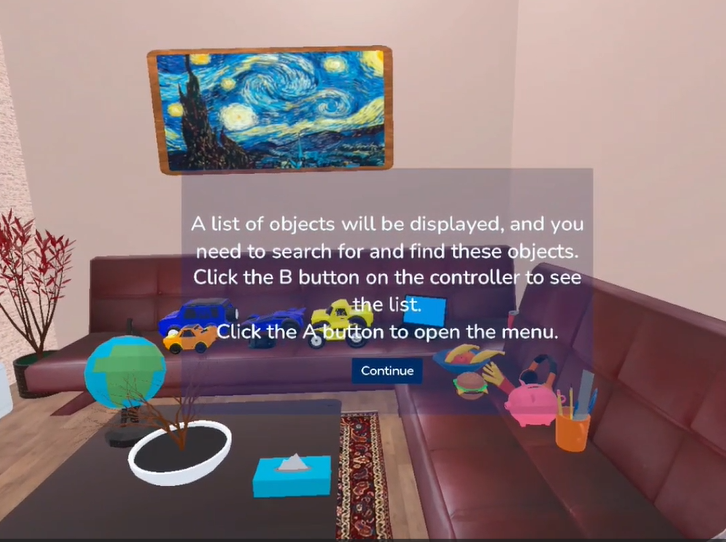 A list of objects will be displayed, and you
need to search for and find these objects.
Click the B button on the controller to see
the list.
Click the A button to open the menu.
Continue